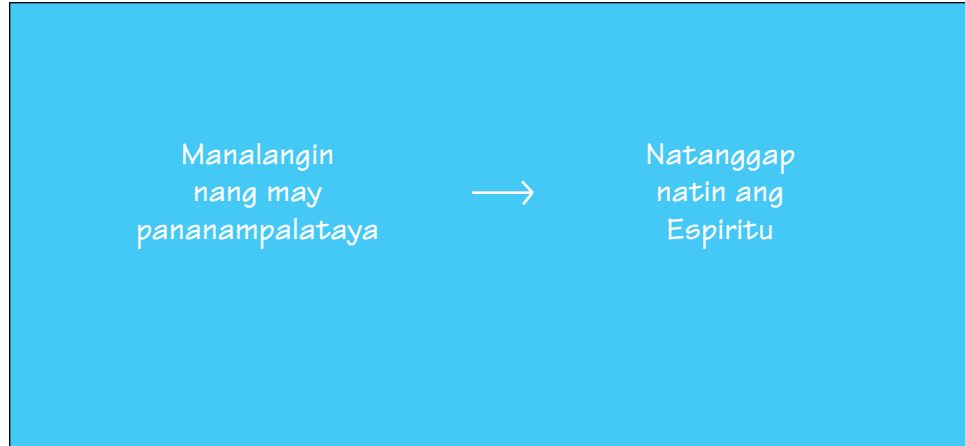 Manalangin
nang may
pananampalataya
→
Natanggap
natin ang
Espiritu